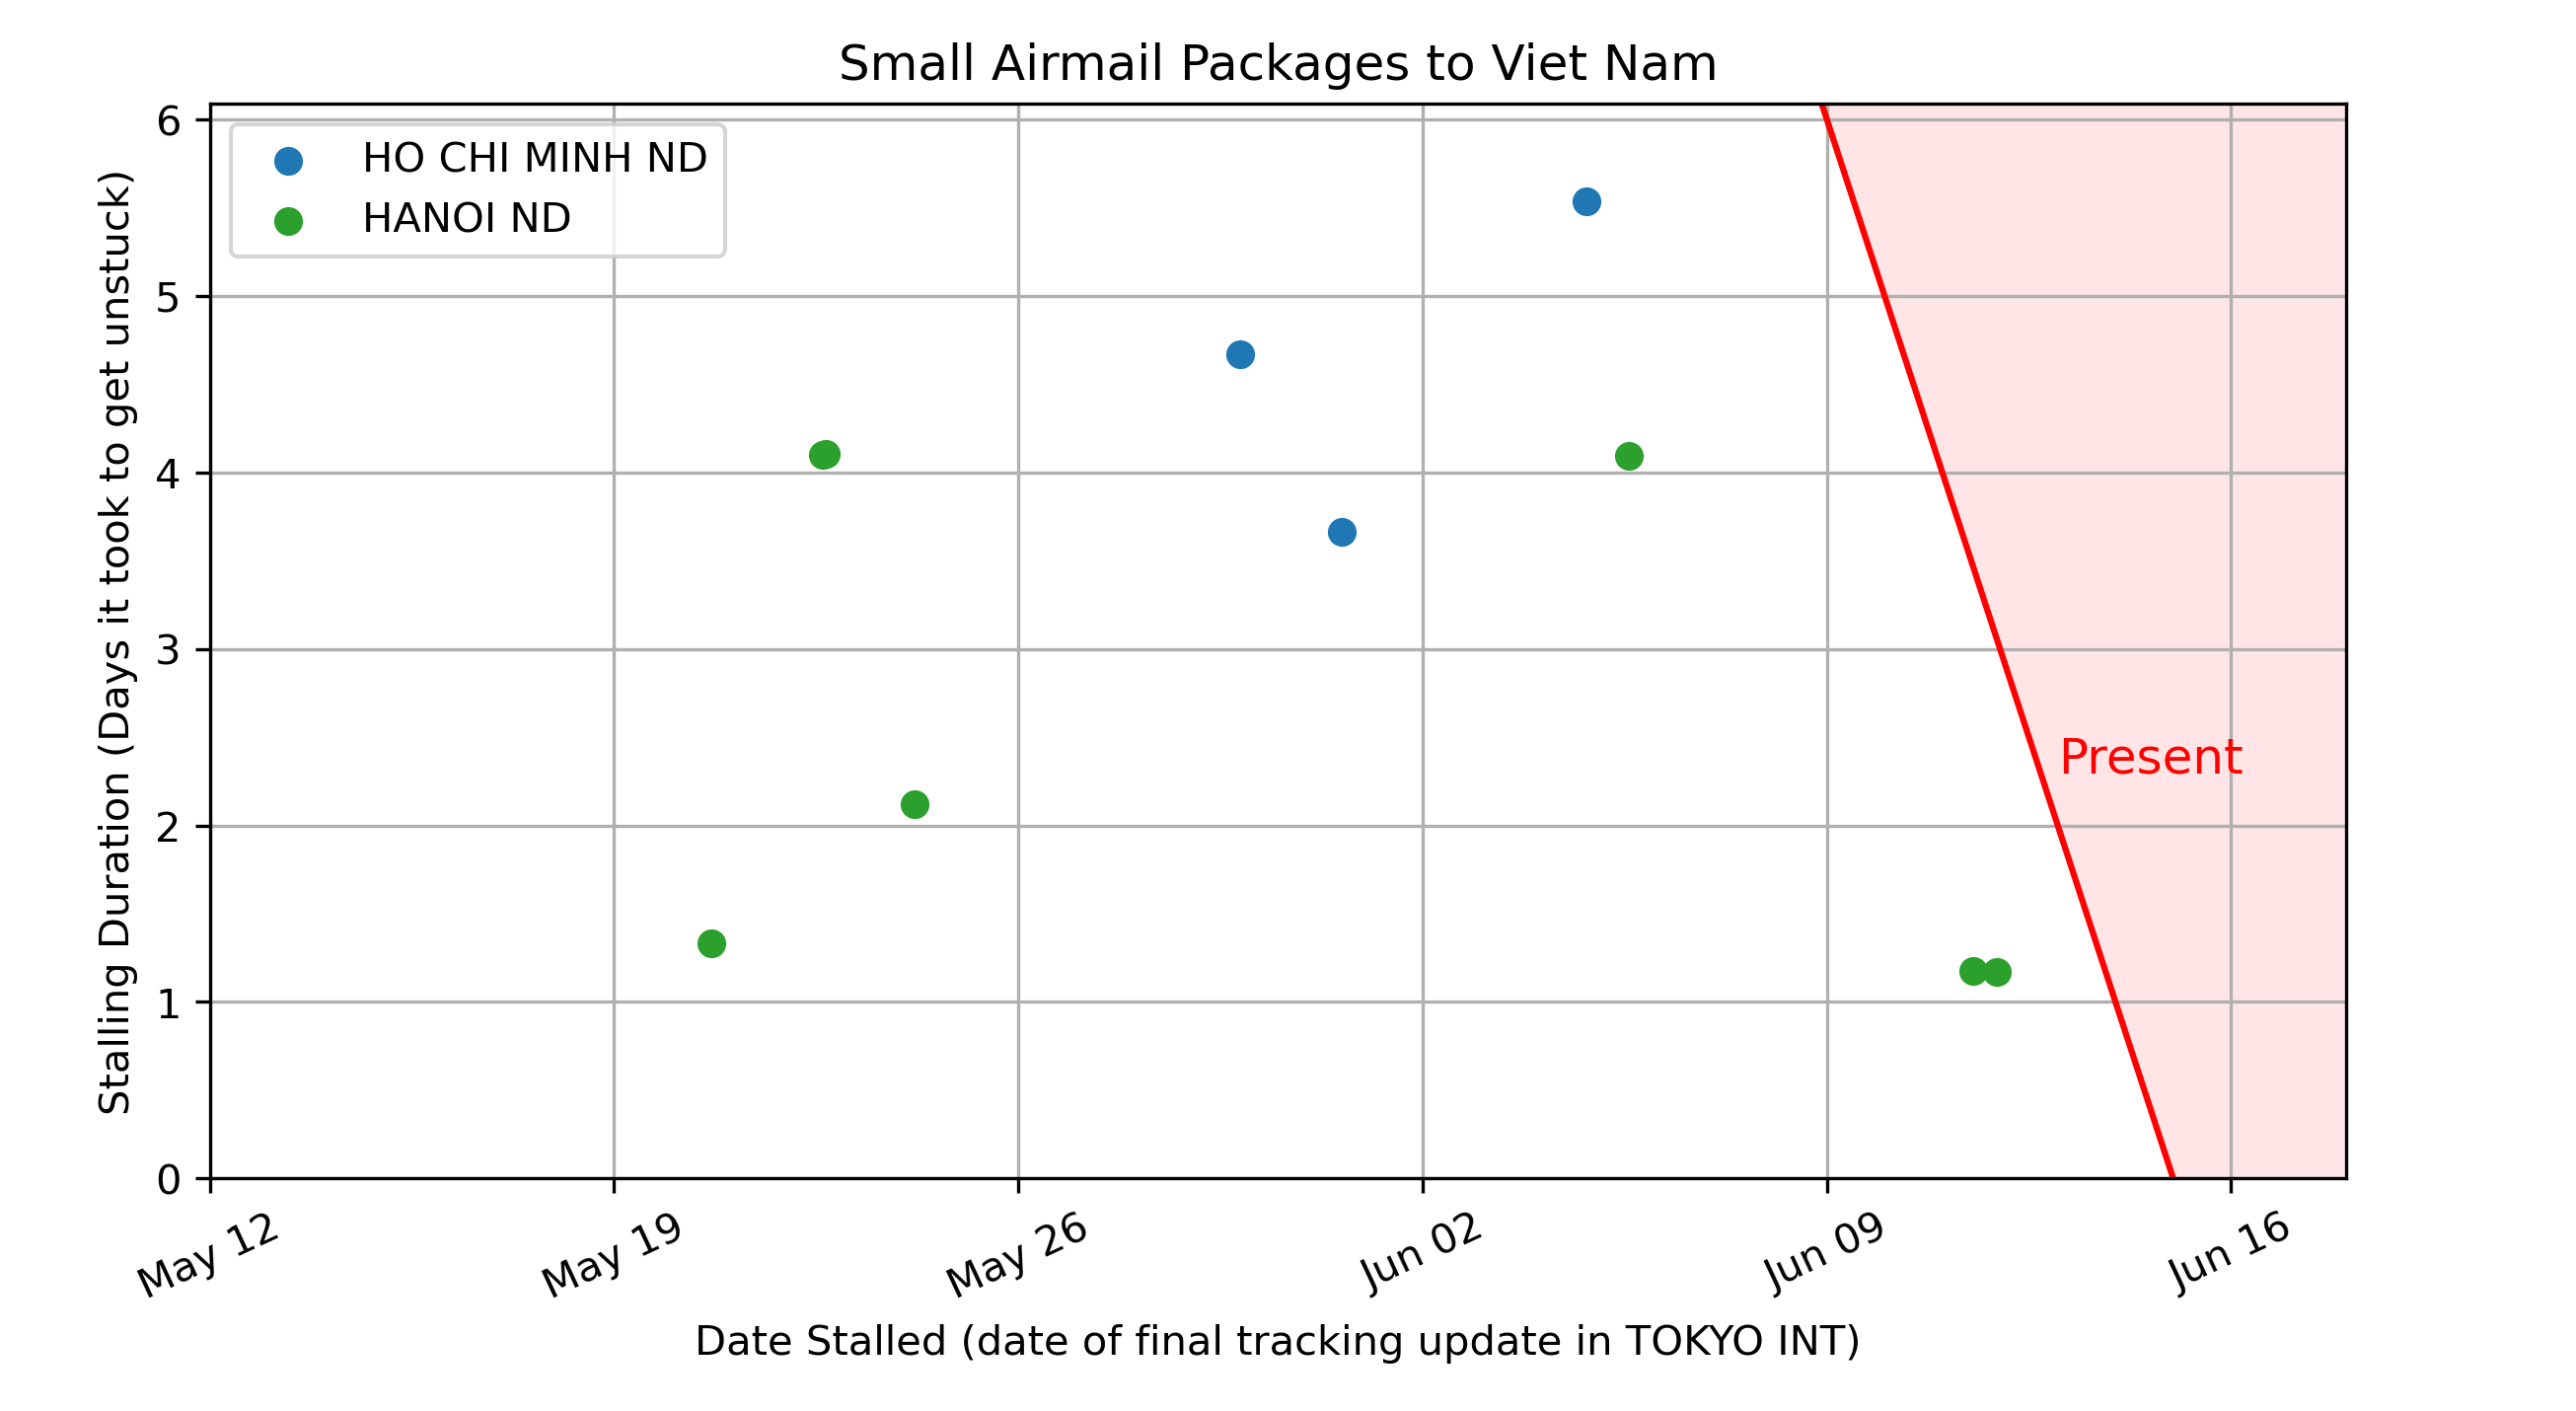 Small Airmail Packages to Viet Nam
HO CHI MINH ND
HANOI ND
Stalling Duration (Days it took to get unstuck)
6
5
4
3
2
1
0
Present
May 12
May 19
May 26
Jun 02
Jun 09
Jun 16
Date Stalled (date of final tracking update in TOKYO INT)